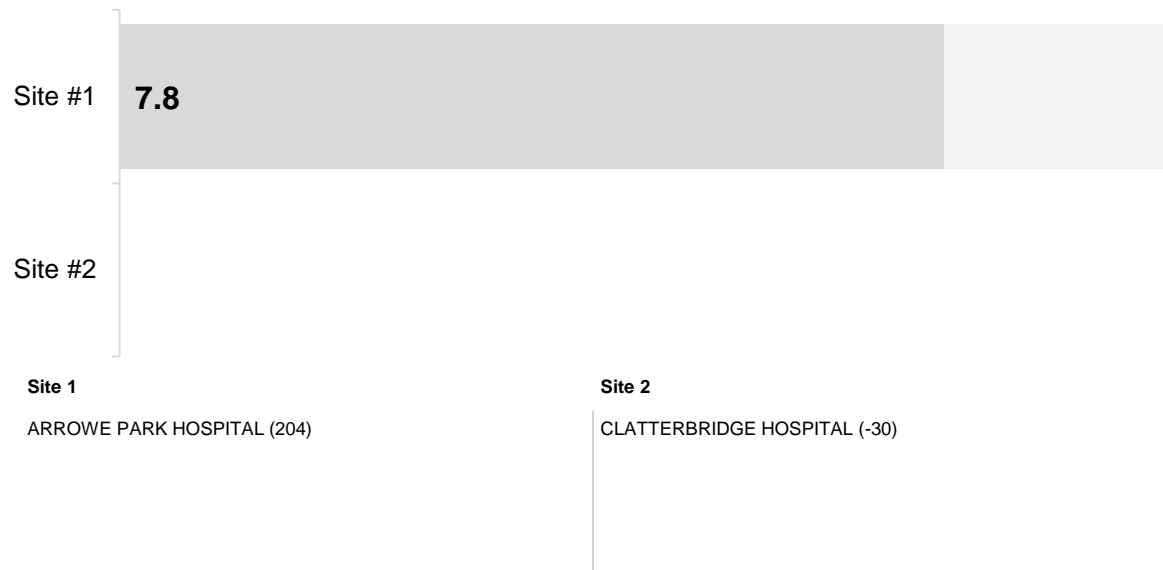 Site #1
7.8
Site #2
Site 1
Site 2
ARROWE PARK HOSPITAL (204)
CLATTERBRIDGE HOSPITAL (-30)